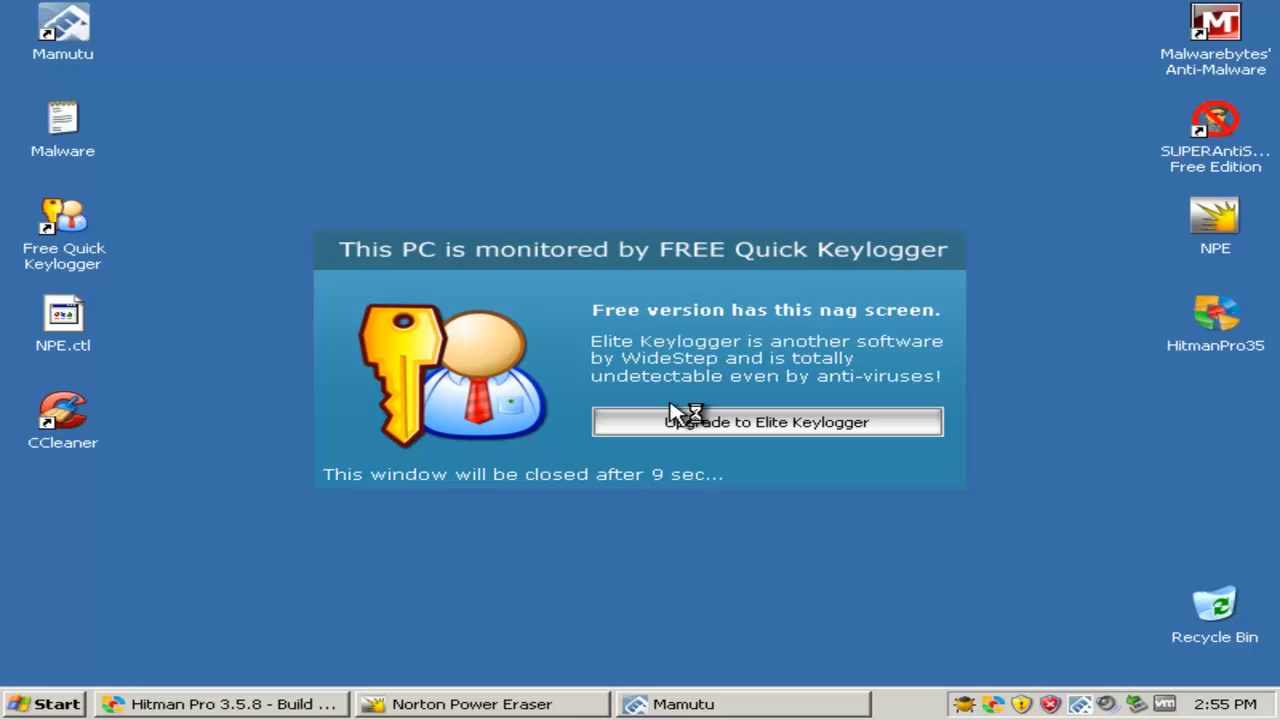 Mamutu
Malware
Free Quick
Keylogger
NPE.ctl
CCleaner
This PC is monitored by FREE Quick Keylogger
Free version has this nag screen.
Elite Keylogger is another software
by WideStep and is totally
undetectable even by anti-viruses!
Upgrade to Elite Keylogger
This window will be closed after 9 sec...
Malwarebytes'
Anti-Malware
SUPERAntiS...
Free Edition
NPE
HitmanPro35
Recycle Bin
Start
Hitman Pro 3.5.8 - Build ...
Norton Power Eraser
Mamutu
vm
2:55 PM